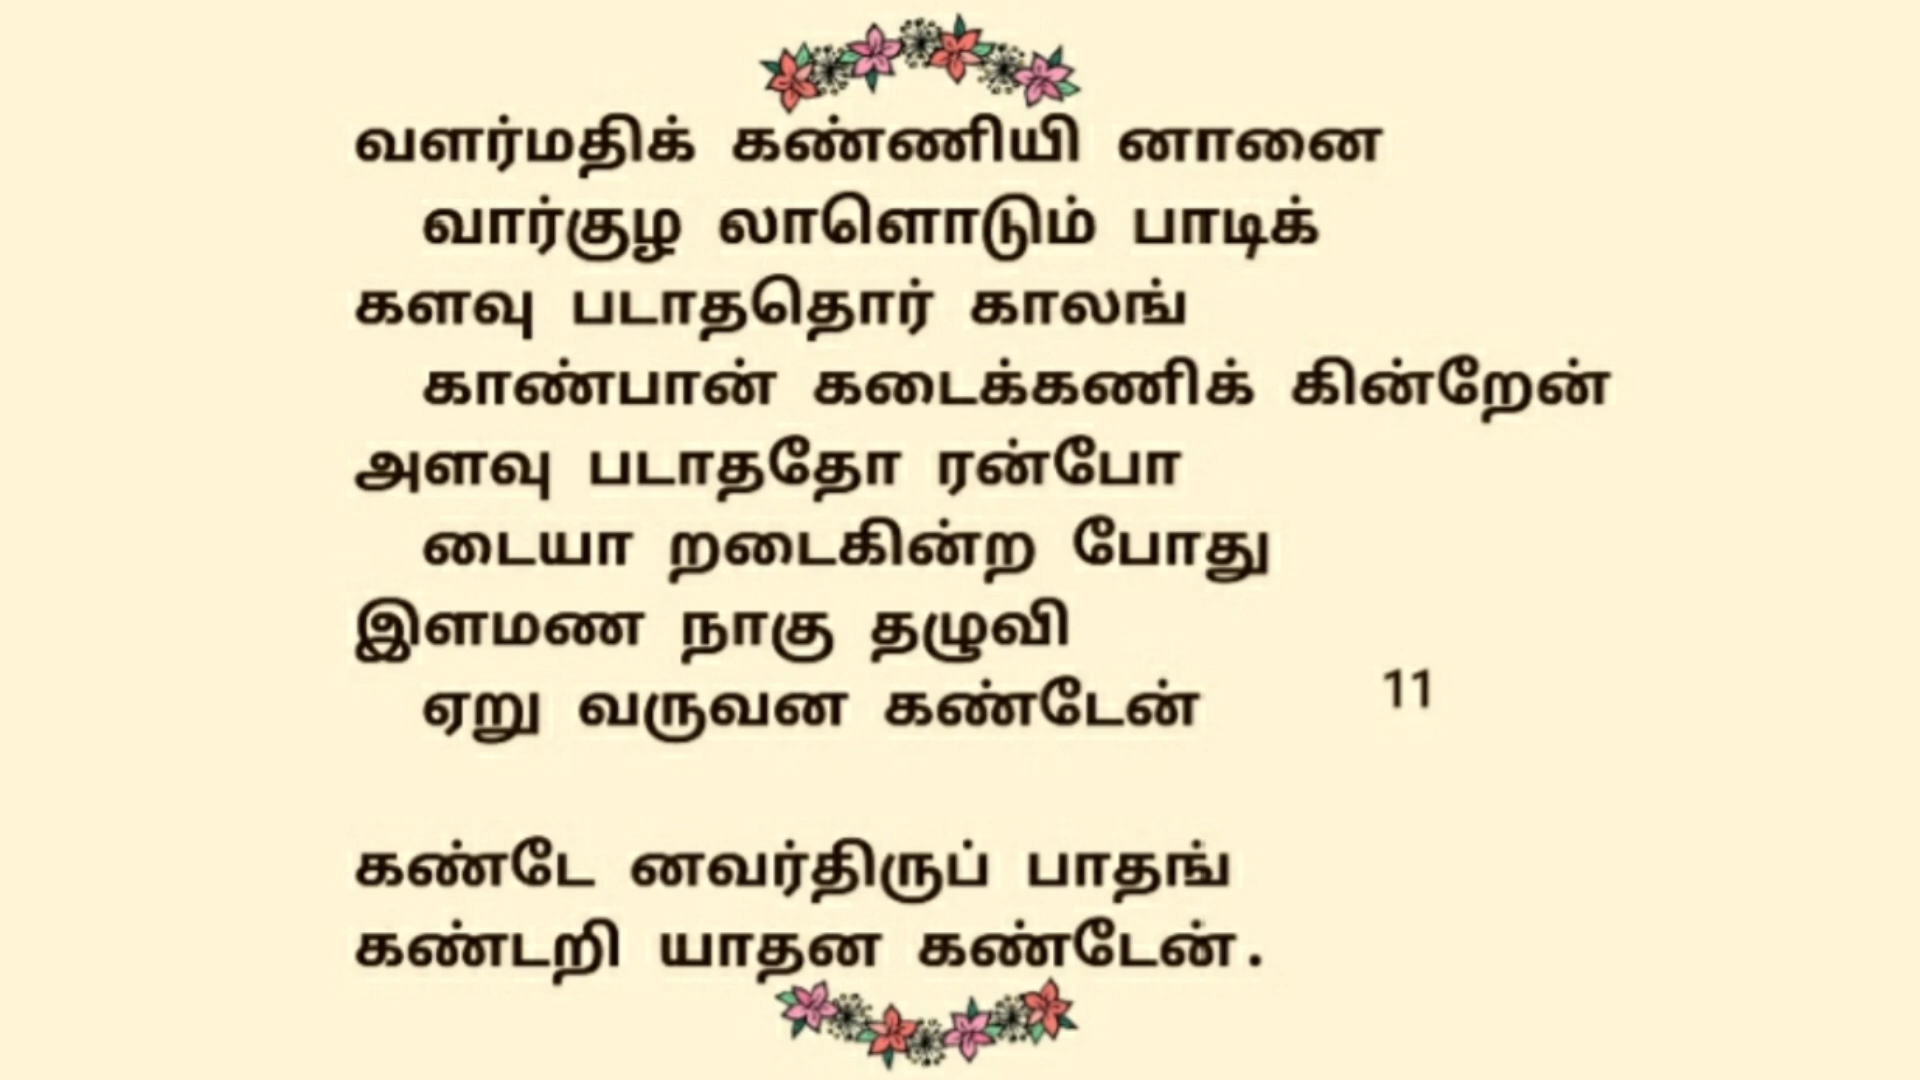 வளர்மதிக் கண்ணியி னானை
வார்குழ லாளொடும் பாடிக்
களவு படாததொர் காலங்
காண்பான் கடைக்கணிக் கின்றேன்
அளவு படாததோ ரன்போ
டையா றடைகின்ற போது
இளமண நாகு தழுவி
ஏறு வருவன கண்டேன் 11
கண்டே னவர்திருப் பாதங்
கண்டறி யாதன கண்டேன்.